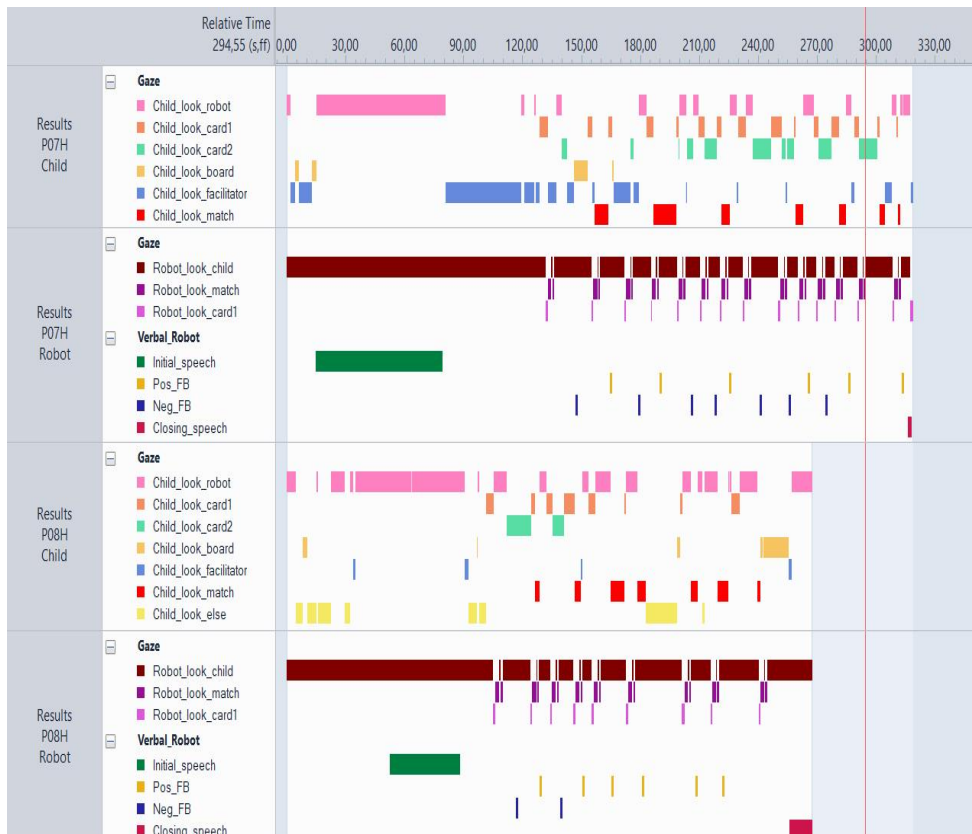 Relative Time
294,55 (s,ff) 0,00 30,00 60,00 90,00 120,00 150,00 180,00 210,00 240,00 270,00 300,00 330,00
Results
P07H
Child
Gaze
Child_look_robot
Child_look_card1
Child_look_card2
Child_look_board
Child_look_facilitator
Child_look_match
Results
P07H
Robot
Gaze
Robot_look_child
Robot_look_match
Robot_look_card1
Verbal_Robot
Initial_speech
Pos_FB
Neg_FB
Closing_speech
Results
P08H
Child
Gaze
Child_look_robot
Child_look_card1
Child_look_card2
Child_look_board
Child_look_facilitator
Child_look_match
Child_look_else
Results
P08H
Robot
Gaze
Robot_look_child
Robot_look_match
Robot_look_card1
Verbal_Robot
Initial_speech
Pos_FB
Neg_FB
Closing_speech